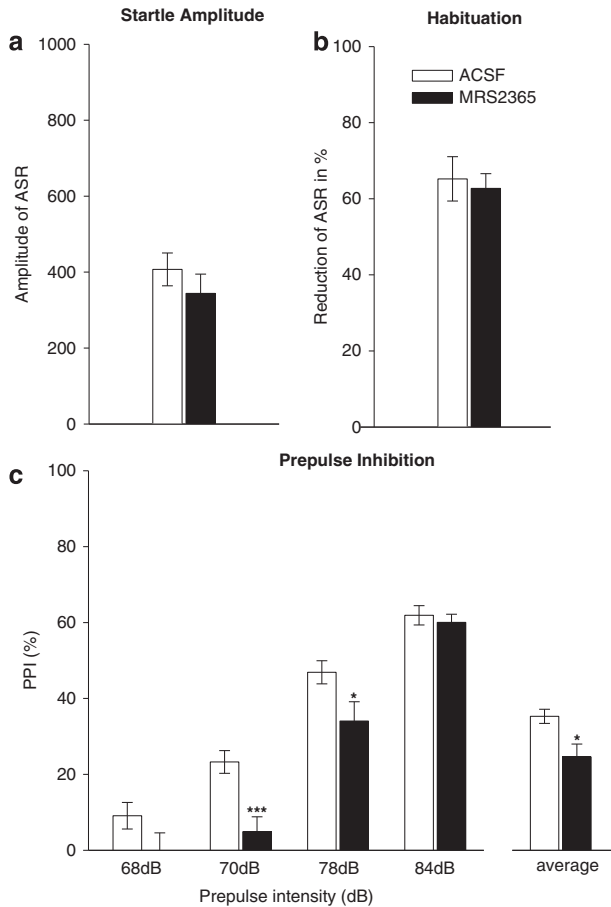 Startle Amplitude
a
1000
800
600
400
200
0
Amplitude of ASR
Habituation
b
100
80
60
40
20
0
Reduction of ASR in %
ACSF
MRS2365
Prepulse Inhibition
c
100
80
60
40
20
0
PPI (%)
***
*
*
68dB 70dB 78dB 84dB average
Prepulse intensity (dB)